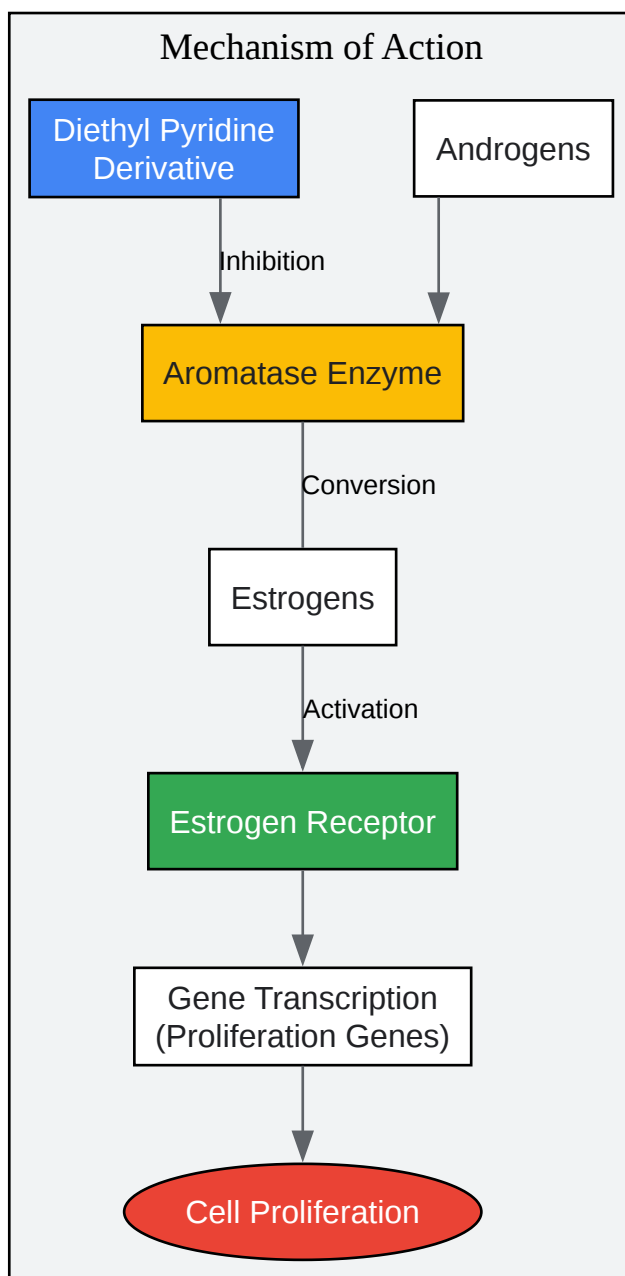 Mechanism of Action
Diethyl Pyridine
Derivative
Androgens
Inhibition
Aromatase Enzyme
Conversion
Estrogens
Activation
Estrogen Receptor
Gene Transcription
(Proliferation Genes)
Cell Proliferation